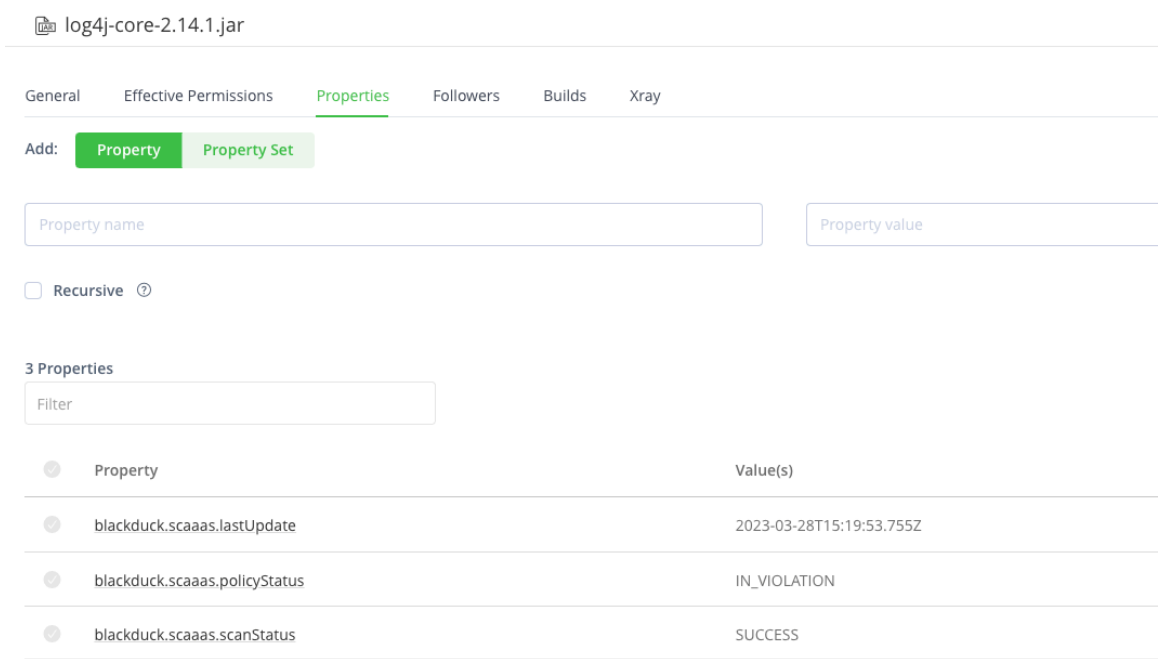 log4j-core-2.14.1.jar
General Effective Permissions Properties Followers Builds Xray
Add: Property Property Set
Property name Property value
Recursive ?
3 Properties
Filter
Property Value(s)
blackduck.scaaas.lastUpdate 2023-03-28T15:19:53.755Z
blackduck.scaaas.policyStatus IN_VIOLATION
blackduck.scaaas.scanStatus SUCCESS